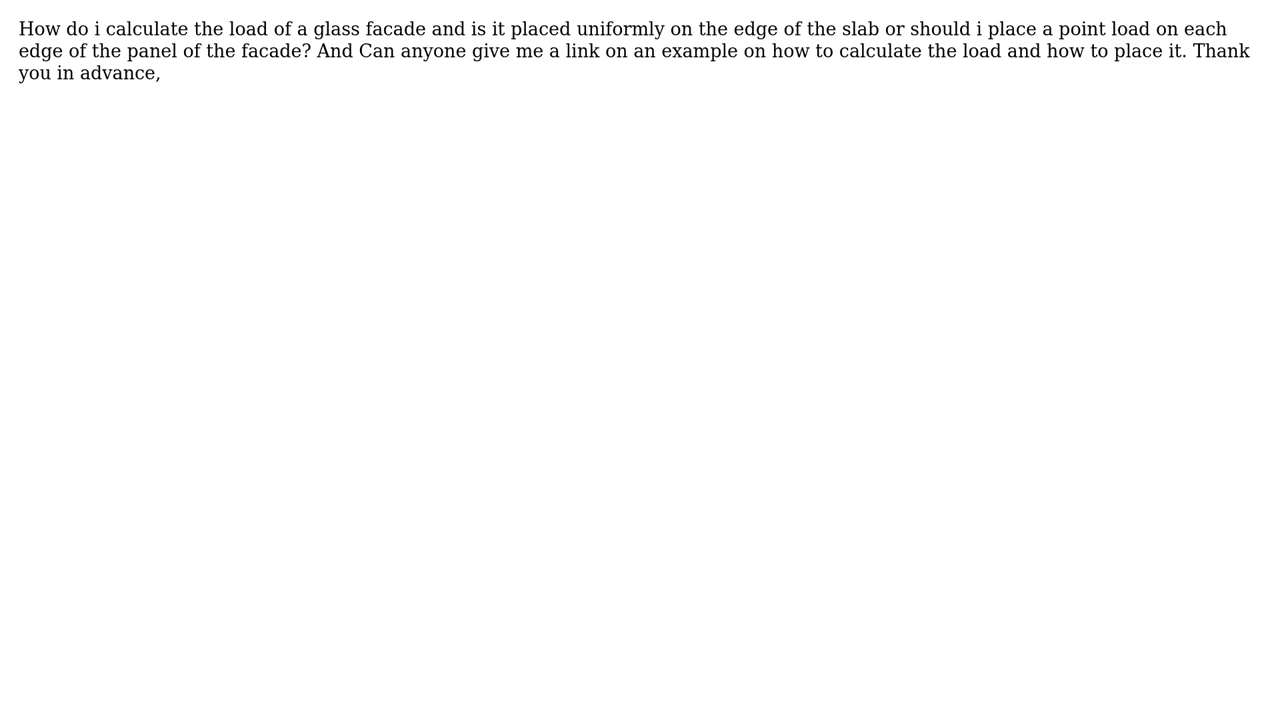 How do i calculate the load of a glass facade and is it placed uniformly on the edge of the slab or should i place a point load on each
edge of the panel of the facade? And Can anyone give me a link on an example on how to calculate the load and how to place it. Thank
you in advance,